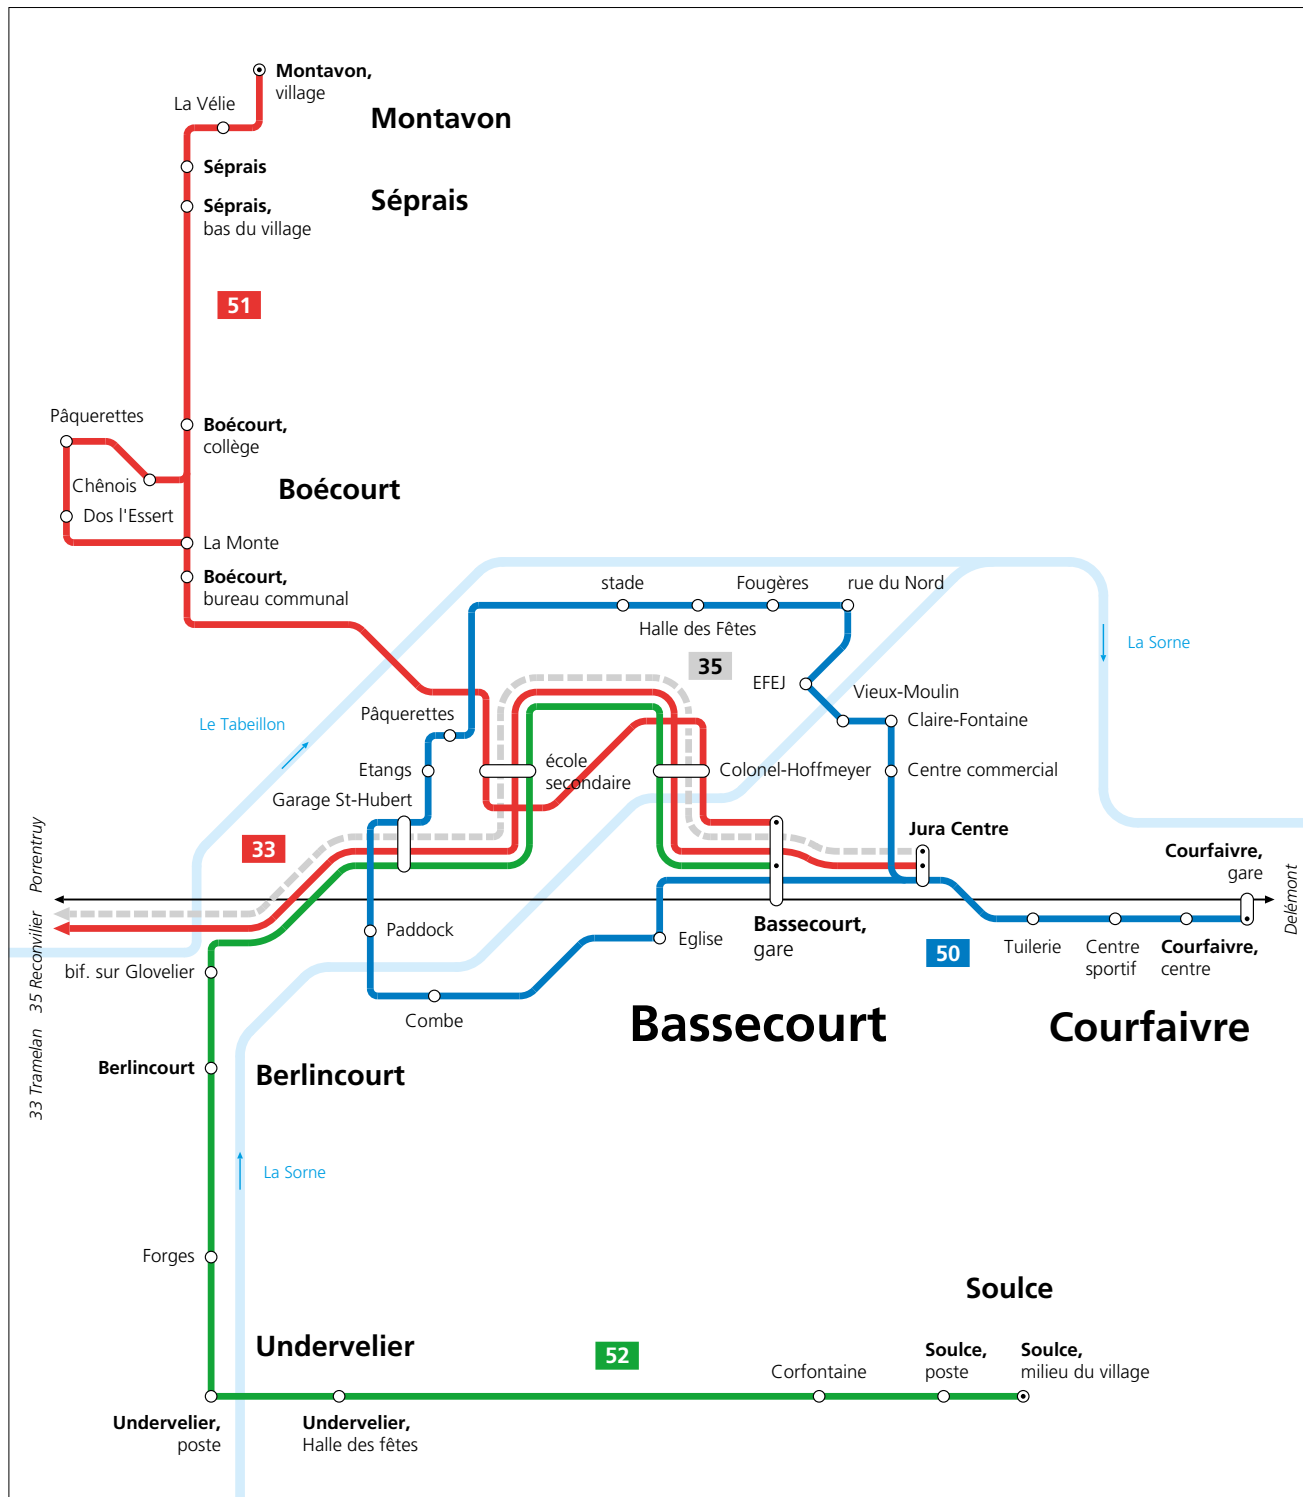 Montavon,
village
La Vélie
Montavon
Séprais
Séprais
Séprais,
bas du village
51
Pâquerettes
Boécourt,
collège
Chênois
Boécourt
Dos l'Essert
La Monte
Boécourt,
bureau communal
stade
Fougères
rue du Nord
Halle des Fêtes
La Sorne
35
EFEJ
Vieux-Moulin
Le Tabeillon
Pâquerettes
Claire-Fontaine
Etangs
école
secondaire
Colonel-Hoffmeyer
Centre commercial
Garage St-Hubert
Jura Centre
33
Courfaivre,
gare
Porrentruy
35 Reconvilier
33 Tramelan
Delémont
Paddock
Eglise
Bassecourt,
gare
50
Tuilerie
Centre
sportif
Courfaivre,
centre
bif. sur Glovelier
Combe
Bassecourt
Courfaivre
Berlincourt
Berlincourt
La Sorne
Forges
Soulce
Undervelier
52
Corfontaine
Soulce,
poste
Soulce,
milieu du village
Undervelier,
poste
Undervelier,
Halle des fêtes